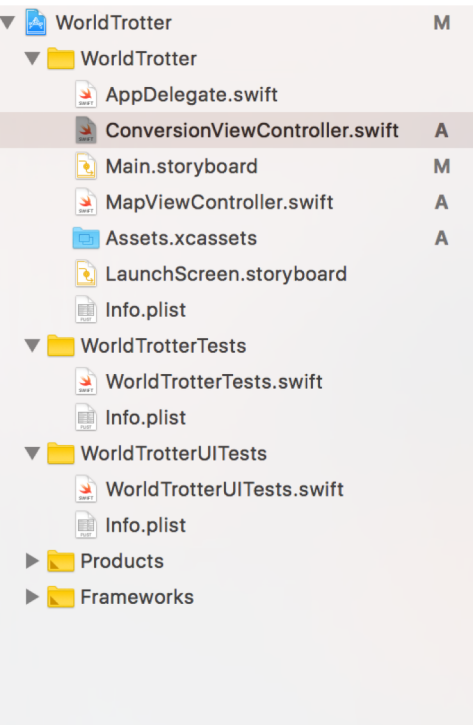 WorldTrotter M
WorldTrotter
AppDelegate.swift
ConversionViewController.swift A
Main.storyboard M
MapViewController.swift A
Assets.xcassets A
LaunchScreen.storyboard
Info.plist
WorldTrotterTests
WorldTrotterTests.swift
Info.plist
WorldTrotterUITests
WorldTrotterUITests.swift
Info.plist
Products
Frameworks